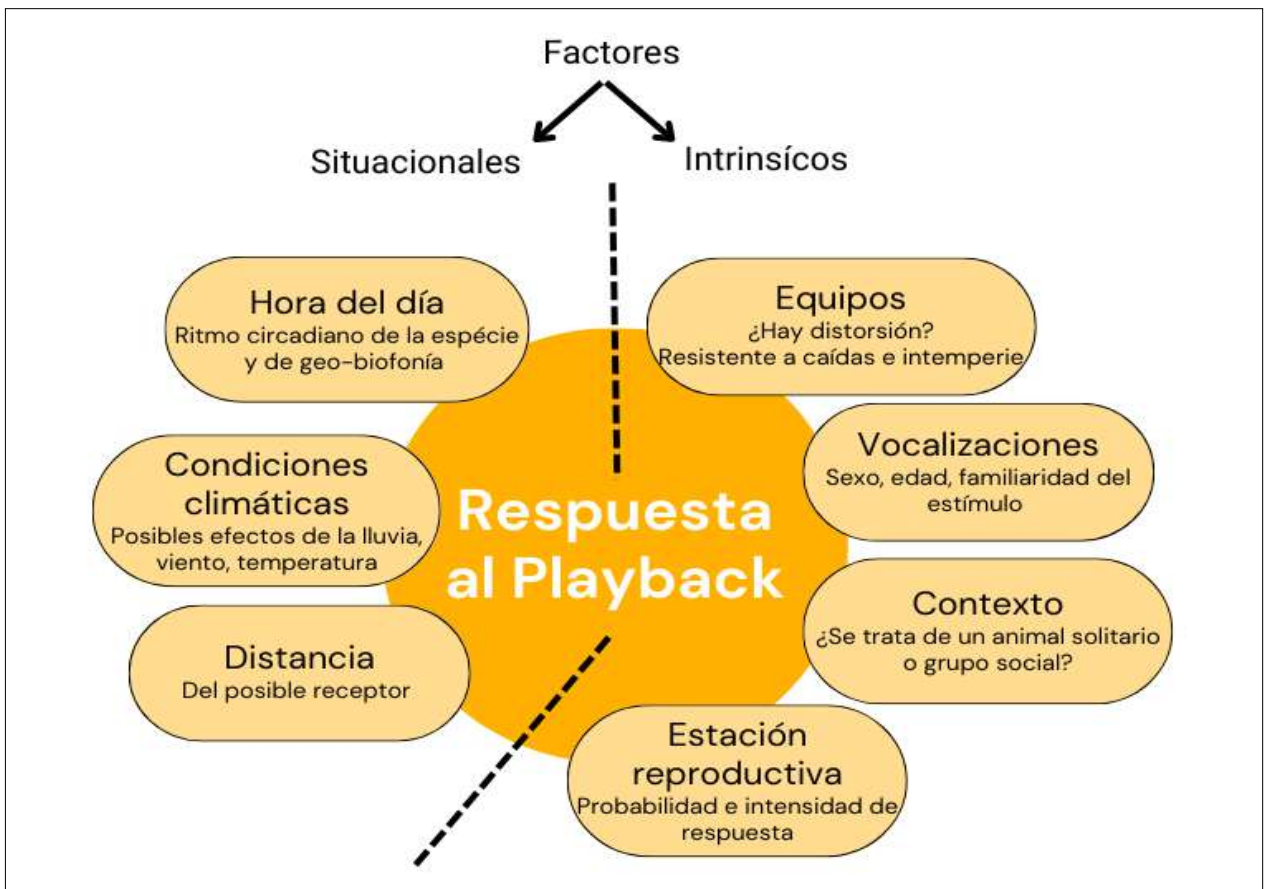 Factores
Situacionales
Intrinsícos
Hora del día
Ritmo circadiano de la espécie
y de geo-biofonía
Condiciones
climáticas
Posibles efectos de la lluvia,
viento, temperatura
Distancia
Del posible receptor
Respuesta
al Playback
Equipos
¿Hay distorsión?
Resistente a caídas e intemperie
Vocalizaciones
Sexo, edad, familiaridad del
estímulo
Contexto
¿Se trata de un animal solitario
o grupo social?
Estación
reproductiva
Probabilidad e intensidad de
respuesta